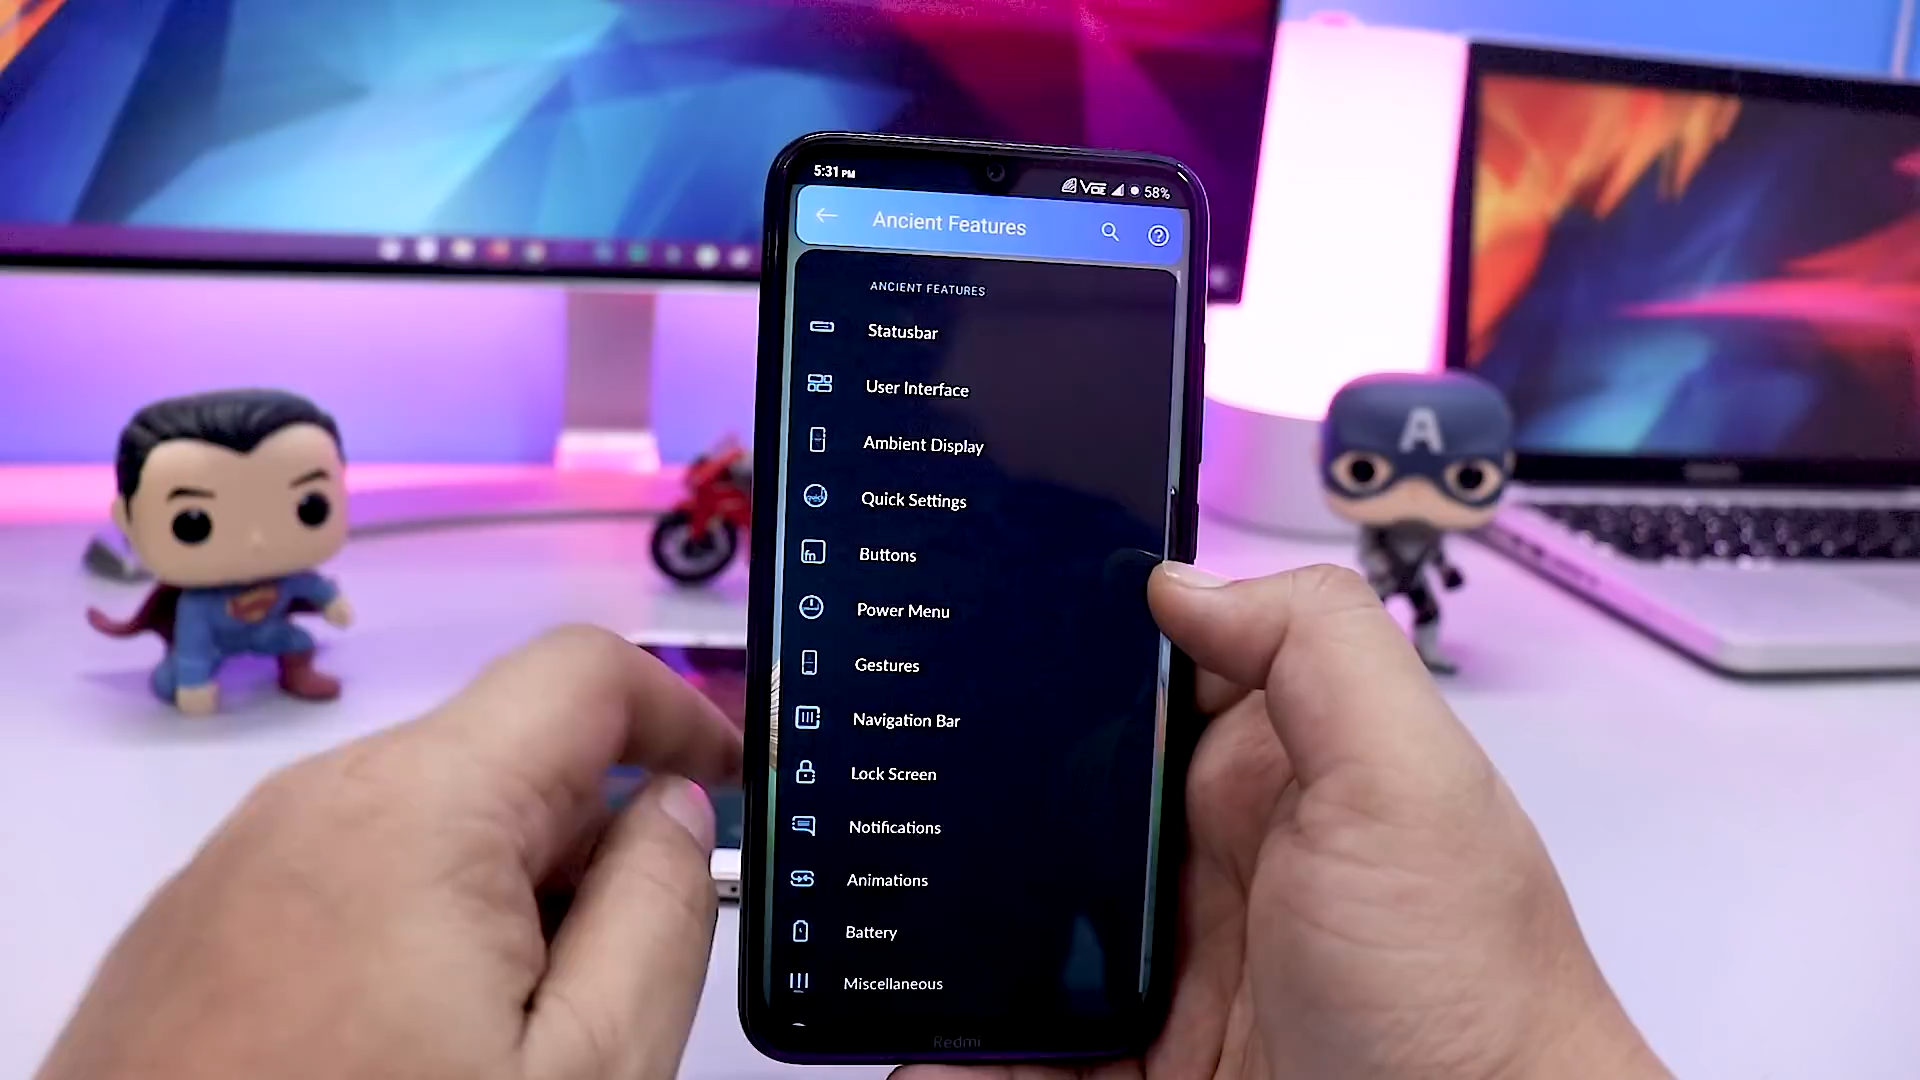 5:31 PM
58%
Ancient Features
ANCIENT FEATURES
Statusbar
User Interface
Ambient Display
Quick Settings
Buttons
Power Menu
Gestures
Navigation Bar
Lock Screen
Notifications
Animations
Battery
Miscellaneous
Redmi
A